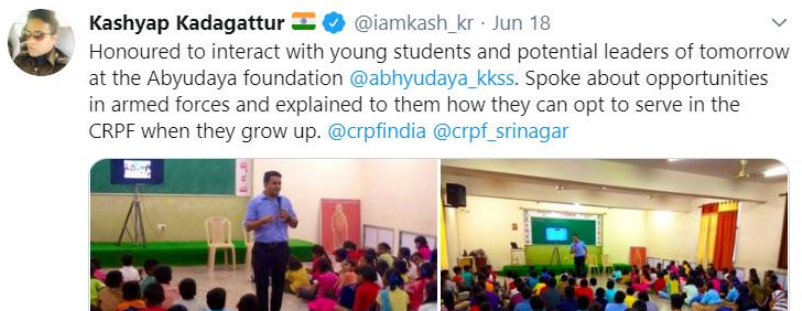 Kashyap Kadagattur 🇮🇳 @iamkash_kr · Jun 18
Honoured to interact with young students and potential leaders of tomorrow
at the Abyudaya foundation @abhyudaya_kkss. Spoke about opportunities
in armed forces and explained to them how they can opt to serve in the
CRPF when they grow up. @crpfindia @crpf_srinagar